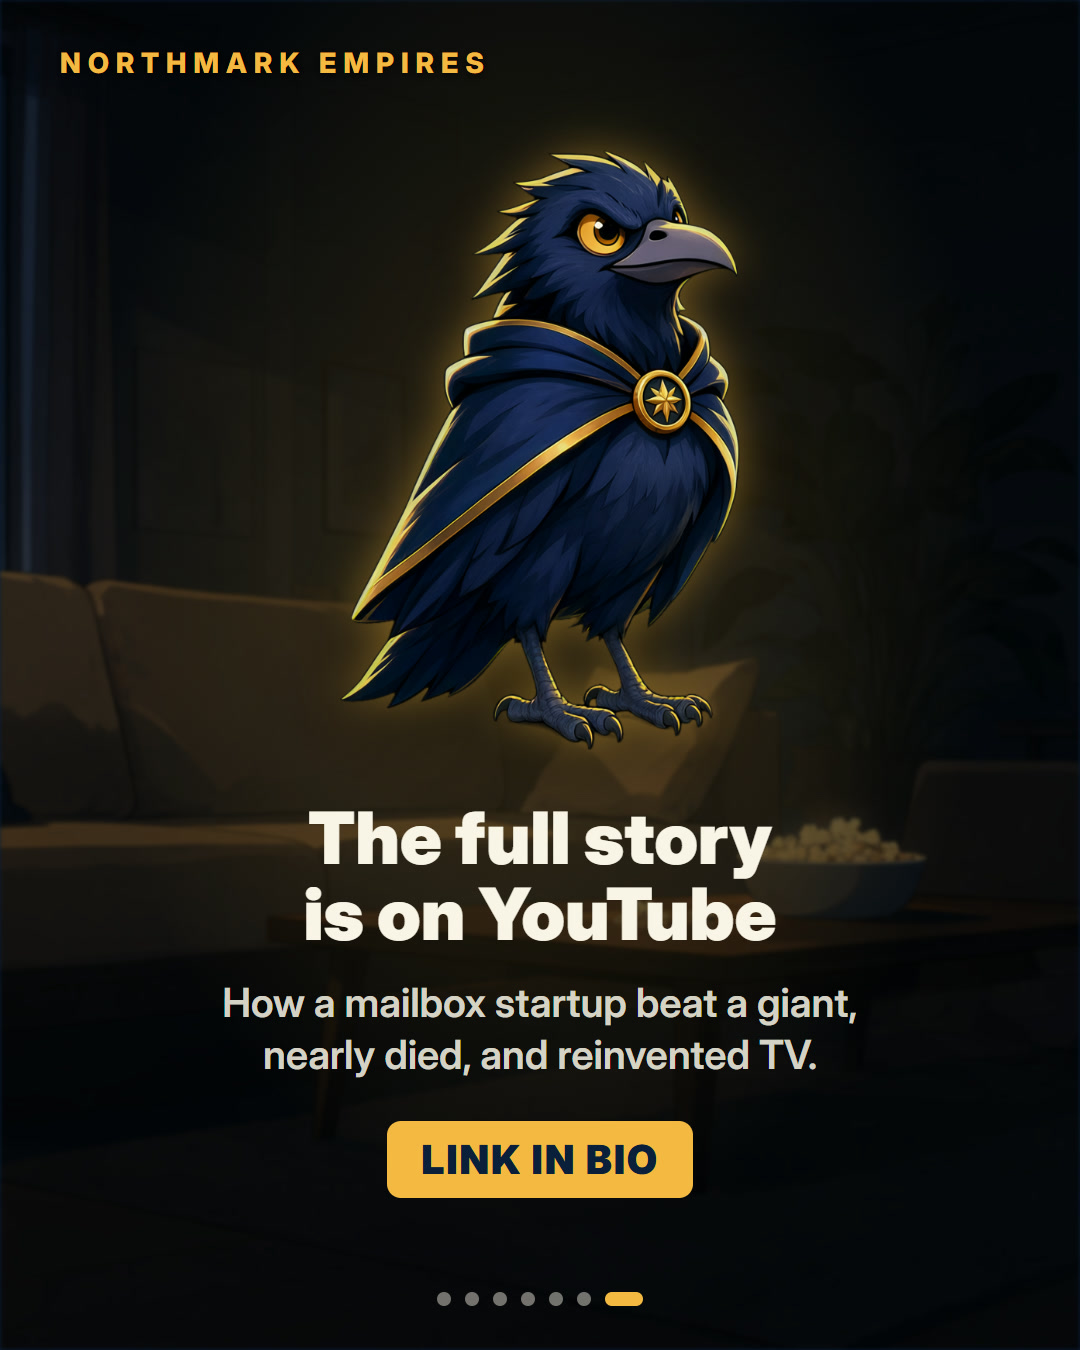 NORTHMARK EMPIRES
The full story
is on YouTube
How a mailbox startup beat a giant,
nearly died, and reinvented TV.
LINK IN BIO